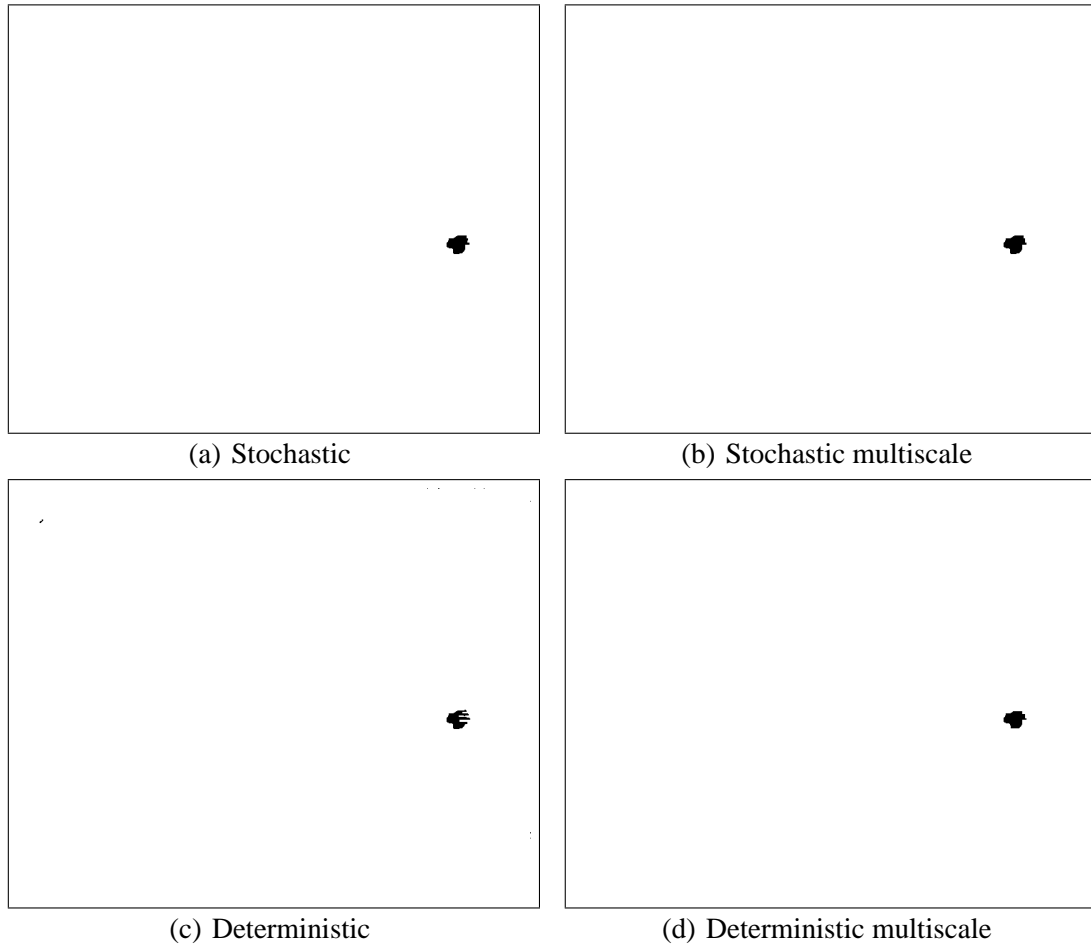 (a) Stochastic
(b) Stochastic multiscale
(c) Deterministic
(d) Deterministic multiscale